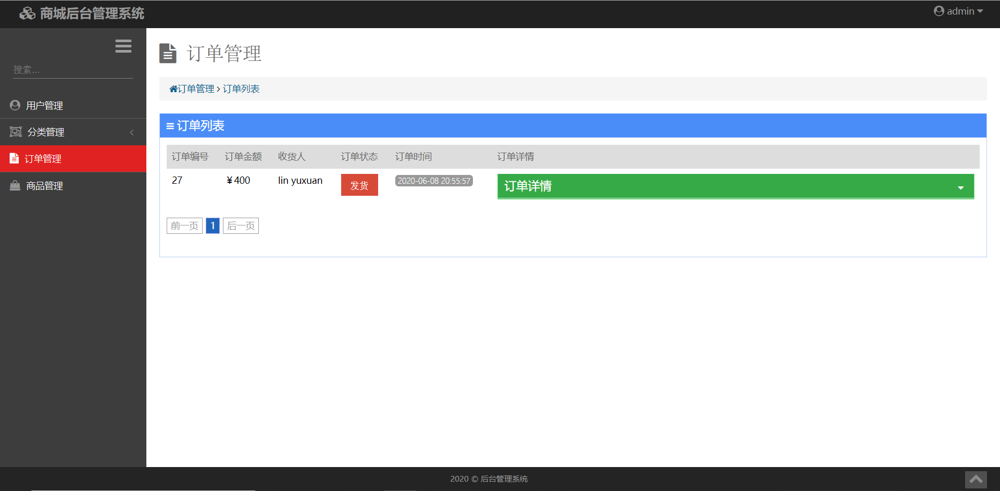 商城后台管理系统
admin
搜索...
用户管理
分类管理
订单管理
商品管理
订单管理
订单管理 > 订单列表
订单列表
订单编号 订单金额 收货人 订单状态 订单时间 订单详情
27 ¥400 lin yuxuan 发货 2020-06-08 20:55:57 订单详情
前一页 1 后一页
2020 © 后台管理系统